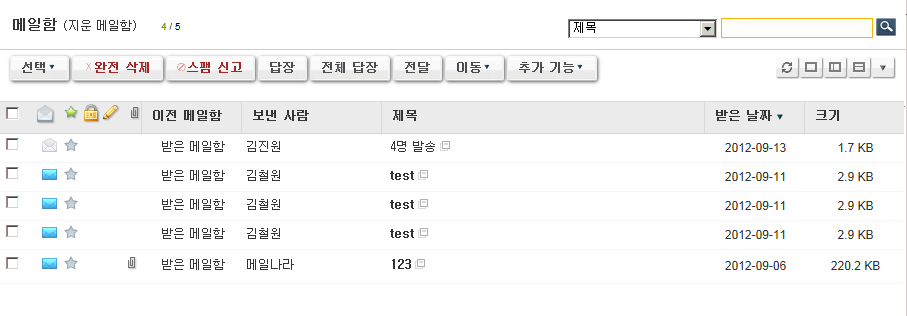 메일함 (지운 메일함) 4 / 5 제목
선택 완전 삭제 스팸 신고 답장 전체 답장 전달 이동 추가 기능
이전 메일함 보낸 사람 제목 받은 날짜 크기
받은 메일함 김진원 4명 발송 2012-09-13 1.7 KB
받은 메일함 김철원 test 2012-09-11 2.9 KB
받은 메일함 김철원 test 2012-09-11 2.9 KB
받은 메일함 김철원 test 2012-09-11 2.9 KB
받은 메일함 메일나라 123 2012-09-06 220.2 KB